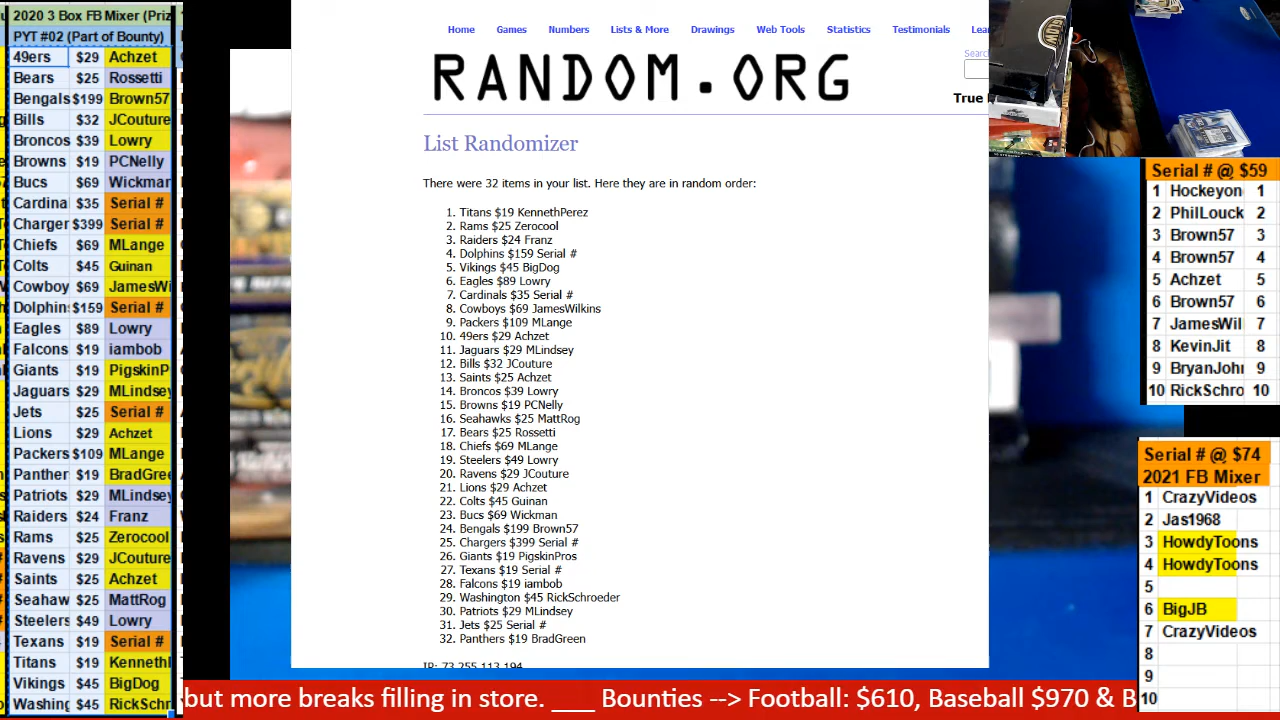 2020 3 Box FB Mixer (Priz
PYT #02 (Part of Bounty)
49ers $29 Achzet
Bears $25 Rossetti
Bengals $199 Brown57
Bills $32 JCouture
Broncos $39 Lowry
Browns $19 PCNelly
Bucs $69 Wickmar
Cardina $35 Serial #
Charger $399 Serial #
Chiefs $69 MLange
Colts $45 Guinan
Cowboy $69 JamesWi
Dolphin $159 Serial #
Eagles $89 Lowry
Falcons $19 iambob
Giants $19 PigskinP
Jaguars $29 MLindsey
Jets $25 Serial #
Lions $29 Achzet
Packers $109 MLange
Panther $19 BradGree
Patriots $29 MLindsey
Raiders $24 Franz
Rams $25 Zerocool
Ravens $29 JCouture
Saints $25 Achzet
Seahaw $25 MattRog
Steelers $49 Lowry
Texans $19 Serial #
Titans $19 Kennethl
Vikings $45 BigDog
Washing $45 RickSchr
Home Games Numbers Lists & More Drawings Web Tools Statistics Testimonials Lea
RANDOM.ORG
Search
True
List Randomizer
There were 32 items in your list. Here they are in random order:
1. Titans $19 KennethPerez
2. Rams $25 Zerocool
3. Raiders $24 Franz
4. Dolphins $159 Serial #
5. Vikings $45 BigDog
6. Eagles $89 Lowry
7. Cardinals $35 Serial #
8. Cowboys $69 JamesWilkins
9. Packers $109 MLange
10. 49ers $29 Achzet
11. Jaguars $29 MLindsey
12. Bills $32 JCouture
13. Saints $25 Achzet
14. Broncos $39 Lowry
15. Browns $19 PCNelly
16. Seahawks $25 MattRog
17. Bears $25 Rossetti
18. Chiefs $69 MLange
19. Steelers $49 Lowry
20. Ravens $29 JCouture
21. Lions $29 Achzet
22. Colts $45 Guinan
23. Bucs $69 Wickman
24. Bengals $199 Brown57
25. Chargers $399 Serial #
26. Giants $19 PigskinPros
27. Texans $19 Serial #
28. Falcons $19 iambob
29. Washington $45 RickSchroeder
30. Patriots $29 MLindsey
31. Jets $25 Serial #
32. Panthers $19 BradGreen
IP: 73.255.113.194
Serial # @ $59
1 Hockeyon 1
2 PhilLouck 2
3 Brown57 3
4 Brown57 4
5 Achzet 5
6 Brown57 6
7 JamesWil 7
8 KevinJit 8
9 BryanJohr 9
10 RickSchro 10
Serial # @ $74
2021 FB Mixer
1 CrazyVideos
2 Jas1968
3 HowdyToons
4 HowdyToons
5
6 BigJB
7 CrazyVideos
8
9
10
but more breaks filling in store. ___ Bounties --> Football: $610, Baseball $970 & B